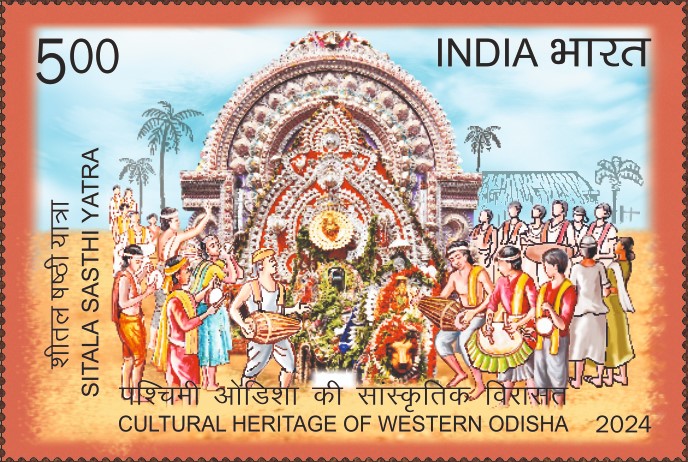 5.00
INDIA भारत
शीतल षष्ठी यात्रा
SITALA SASTHI YATRA
पश्चिमी ओडिशा की सांस्कृतिक विरासत
CULTURAL HERITAGE OF WESTERN ODISHA 2024